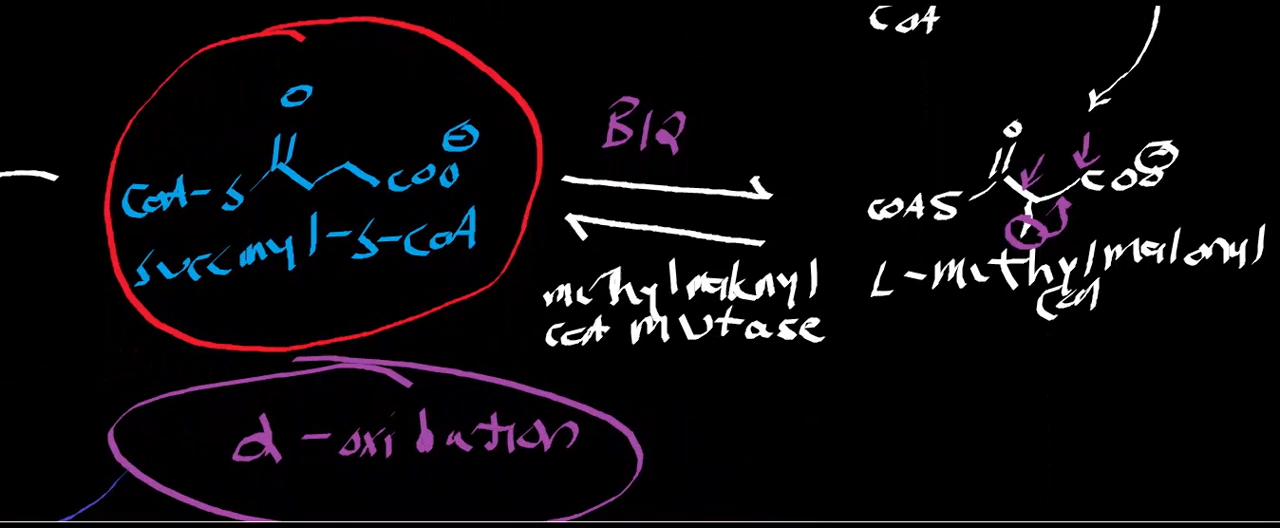 CoA
O
CoA-S COO⊖
succinyl-S-CoA
B12
methylmalonyl
CoA mutase
O
CoAS COO⊖
L-methylmalonyl
CoA
α-oxidation